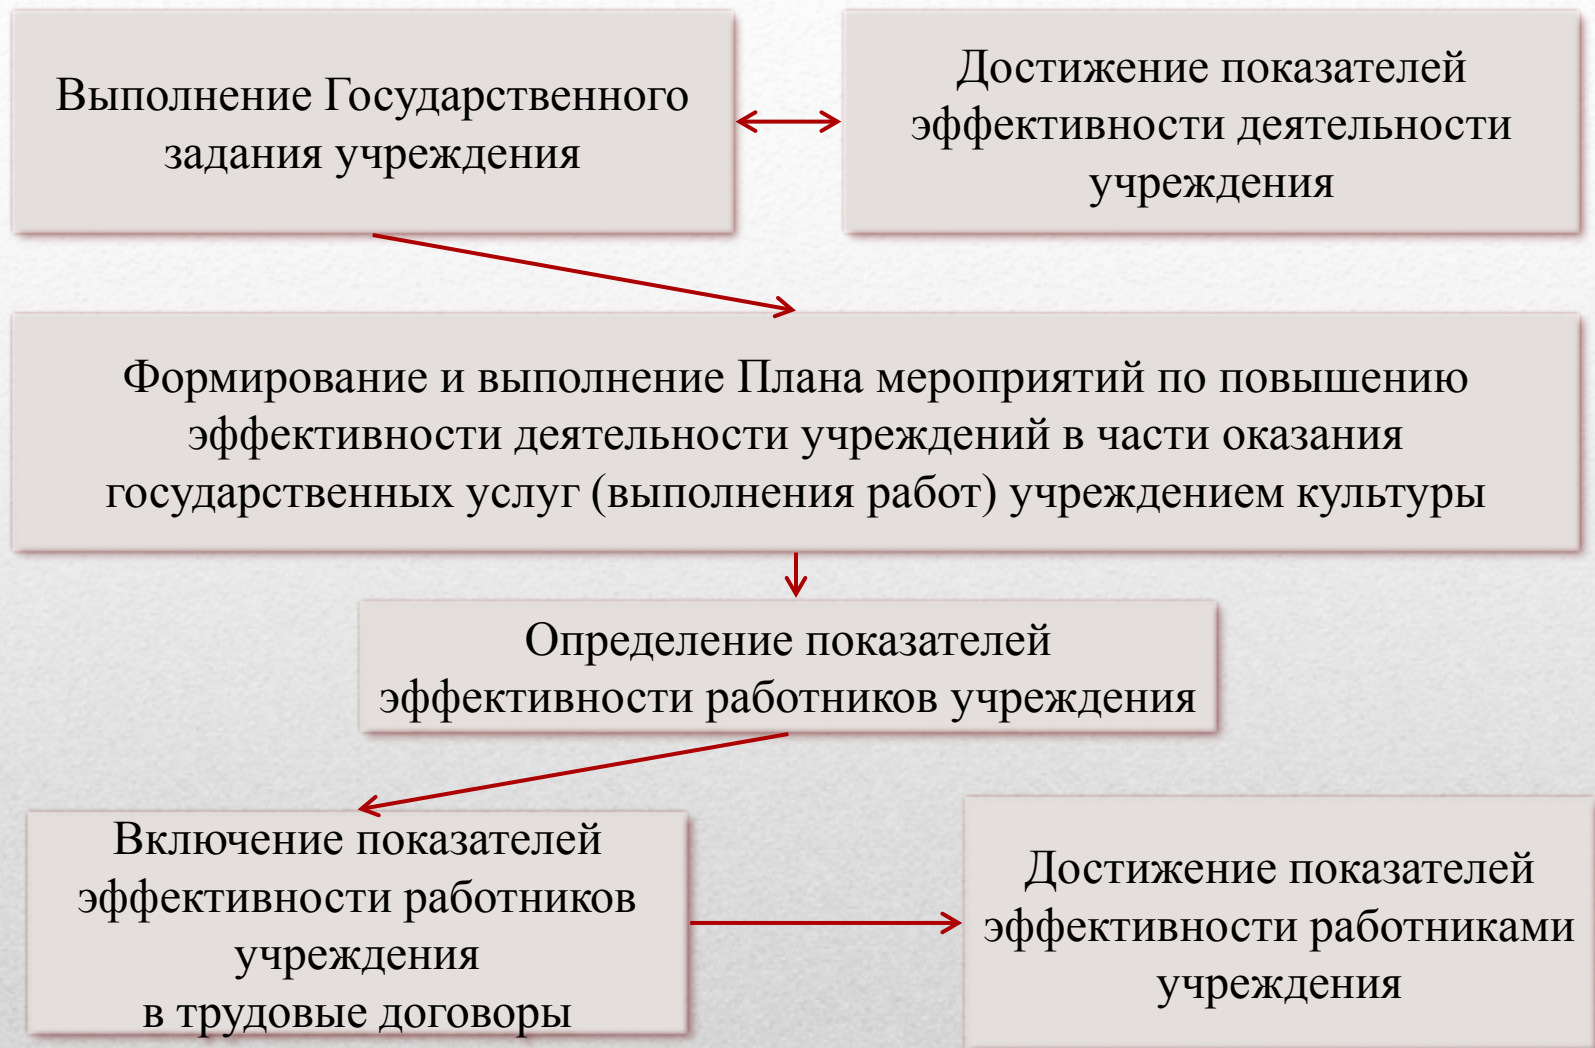 Выполнение Государственного
задания учреждения
Достижение показателей
эффективности деятельности
учреждения
Формирование и выполнение Плана мероприятий по повышению
эффективности деятельности учреждений в части оказания
государственных услуг (выполнения работ) учреждением культуры
Определение показателей
эффективности работников учреждения
Включение показателей
эффективности работников
учреждения
в трудовые договоры
Достижение показателей
эффективности работниками
учреждения